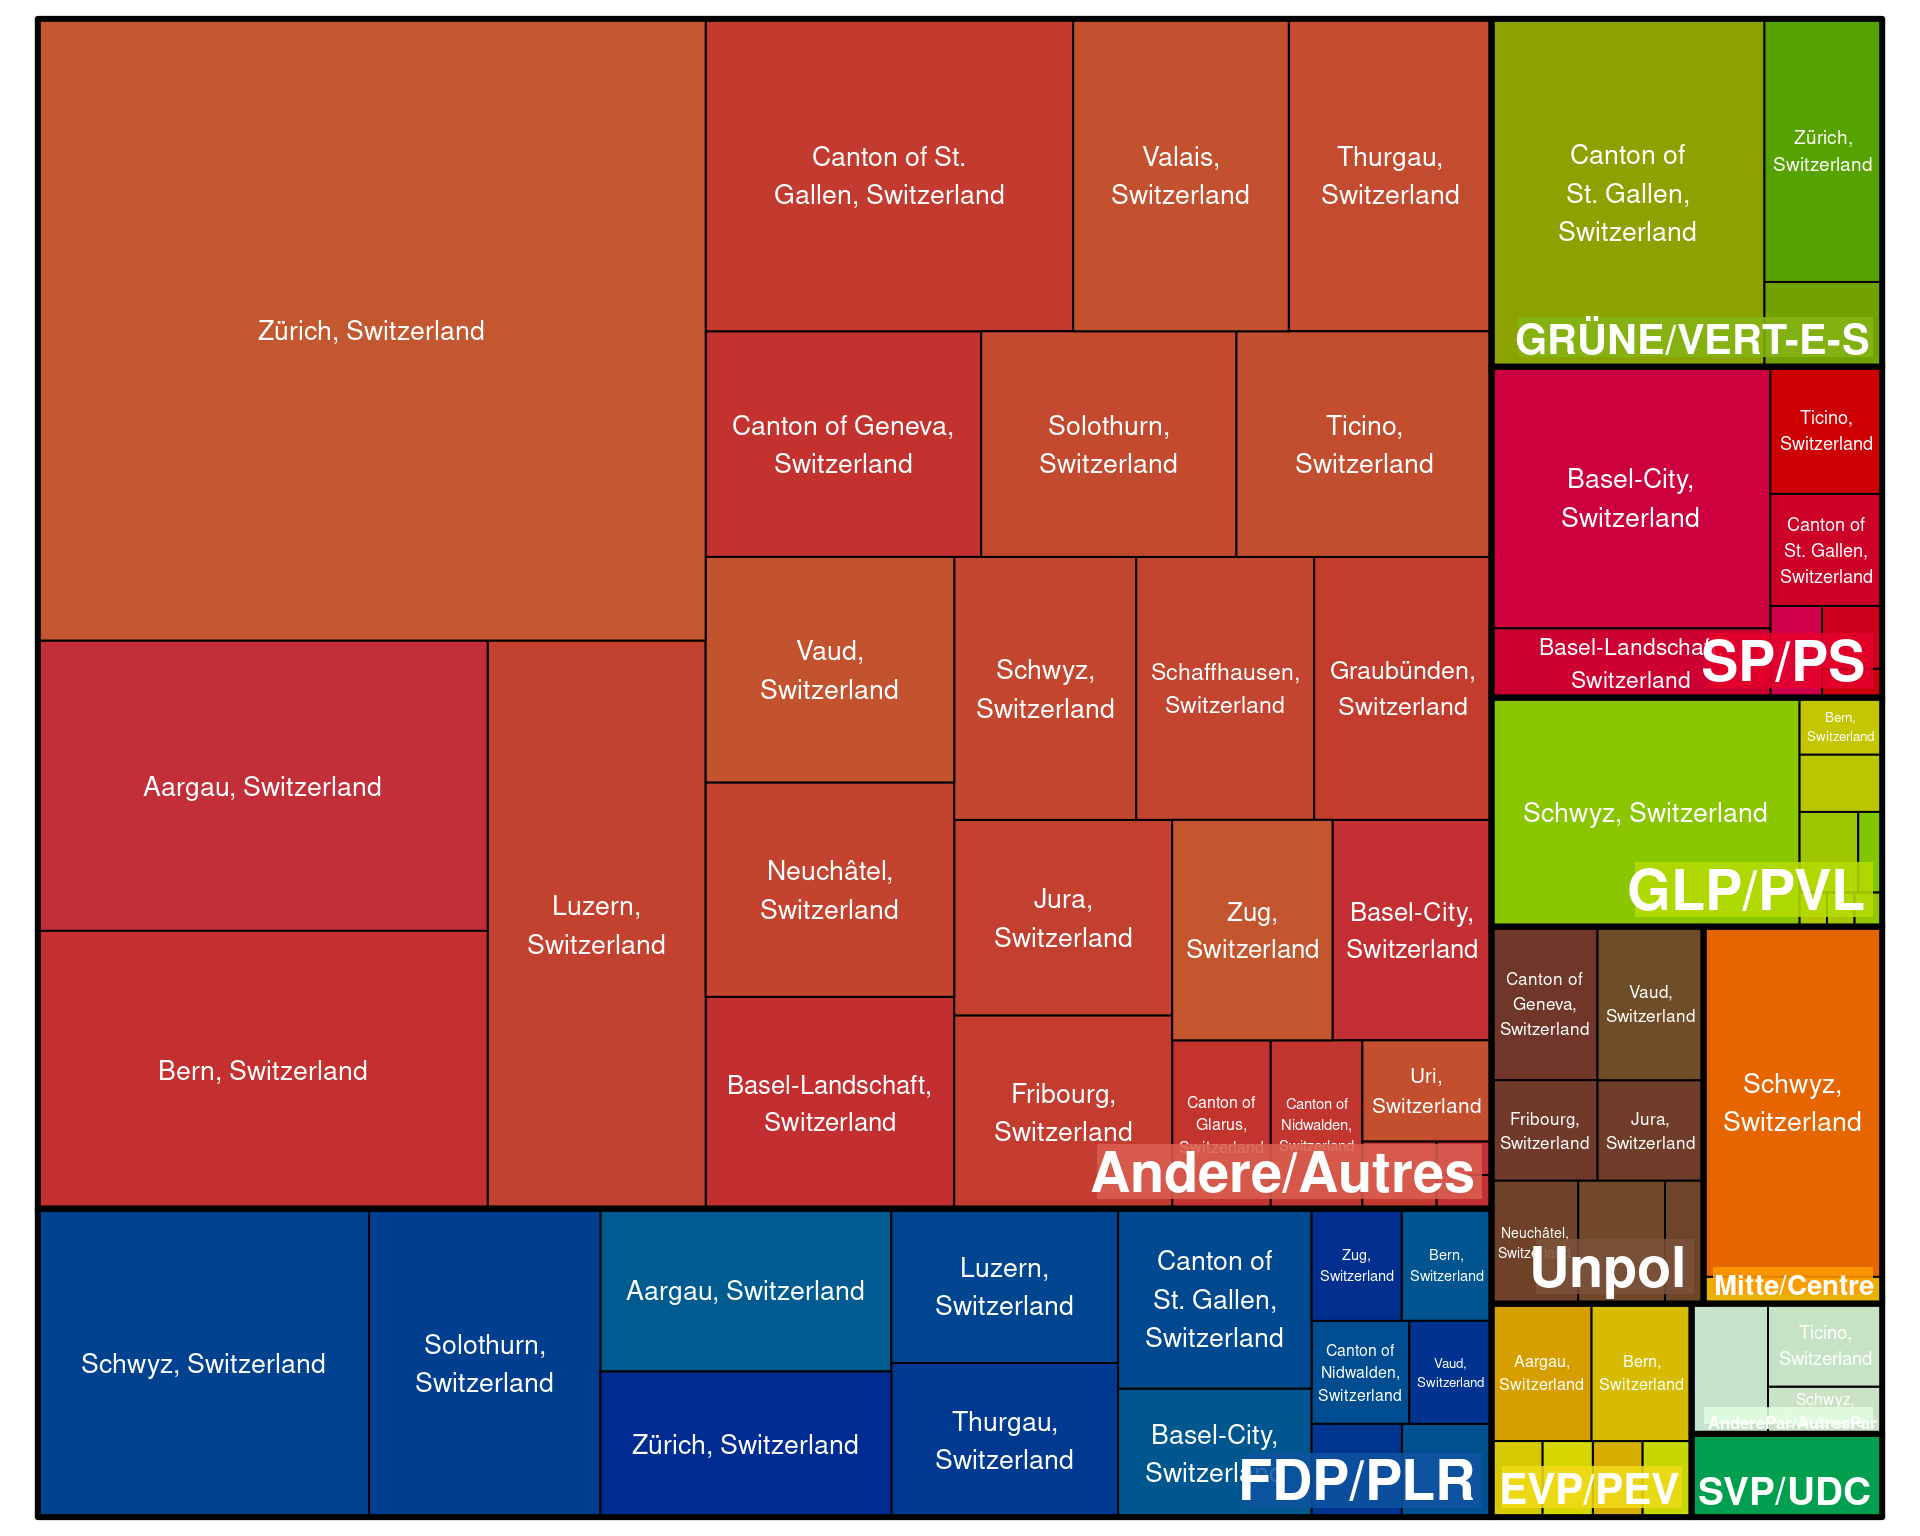 Zürich, Switzerland
Aargau, Switzerland
Bern, Switzerland
Luzern,
Switzerland
Canton of St.
Gallen, Switzerland
Valais,
Switzerland
Thurgau,
Switzerland
Canton of Geneva,
Switzerland
Solothurn,
Switzerland
Ticino,
Switzerland
Vaud,
Switzerland
Neuchâtel,
Switzerland
Basel-Landschaft,
Switzerland
Schwyz,
Switzerland
Schaffhausen,
Switzerland
Graubünden,
Switzerland
Jura,
Switzerland
Fribourg,
Switzerland
Zug,
Switzerland
Basel-City,
Switzerland
Canton of
Glarus,
Switzerland
Canton of
Nidwalden,
Switzerland
Uri,
Switzerland
Andere/Autres
Schwyz, Switzerland
Solothurn,
Switzerland
Aargau, Switzerland
Zürich, Switzerland
Luzern,
Switzerland
Thurgau,
Switzerland
Canton of
St. Gallen,
Switzerland
Basel-City,
Switzerland
Zug,
Switzerland
Bern,
Switzerland
Canton of
Nidwalden,
Switzerland
Vaud,
Switzerland
FDP/PLR
Canton of
St. Gallen,
Switzerland
Zürich,
Switzerland
GRÜNE/VERT-E-S
Basel-City,
Switzerland
Ticino,
Switzerland
Canton of
St. Gallen,
Switzerland
Basel-Landschaft,
Switzerland
SP/PS
Schwyz, Switzerland
Bern,
Switzerland
GLP/PVL
Canton of
Geneva,
Switzerland
Vaud,
Switzerland
Fribourg,
Switzerland
Jura,
Switzerland
Neuchâtel,
Switzerland
Unpol
Schwyz,
Switzerland
Mitte/Centre
Aargau,
Switzerland
Bern,
Switzerland
EVP/PEV
Ticino,
Switzerland
Schwyz,
AnderePar/AutresPar
SVP/UDC